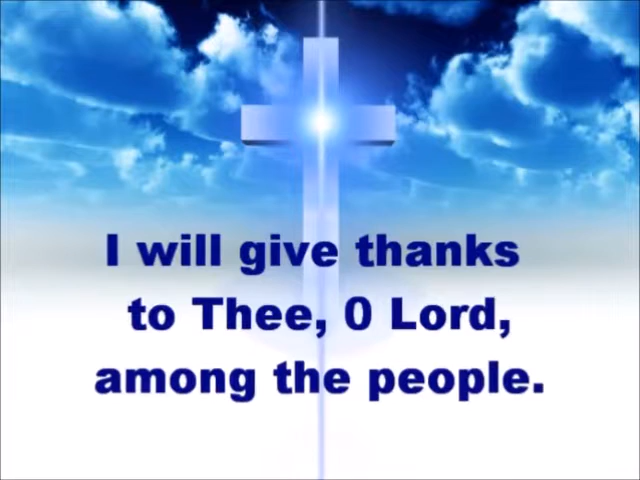 I will give thanks
to Thee, 0 Lord,
among the people.